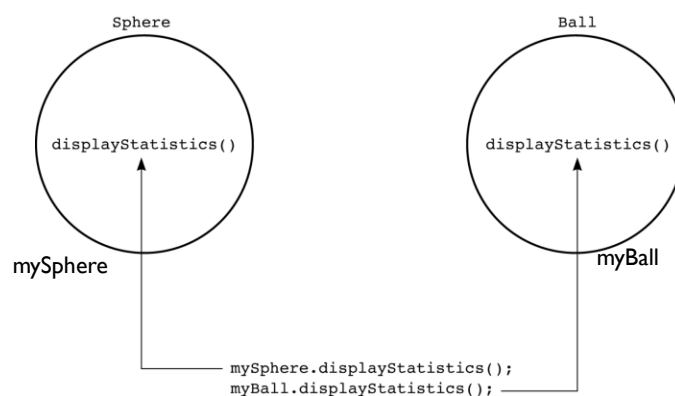 Sphere
Ball
displayStatistics()
displayStatistics()
mySphere
myBall
mySphere.displayStatistics();
myBall.displayStatistics();